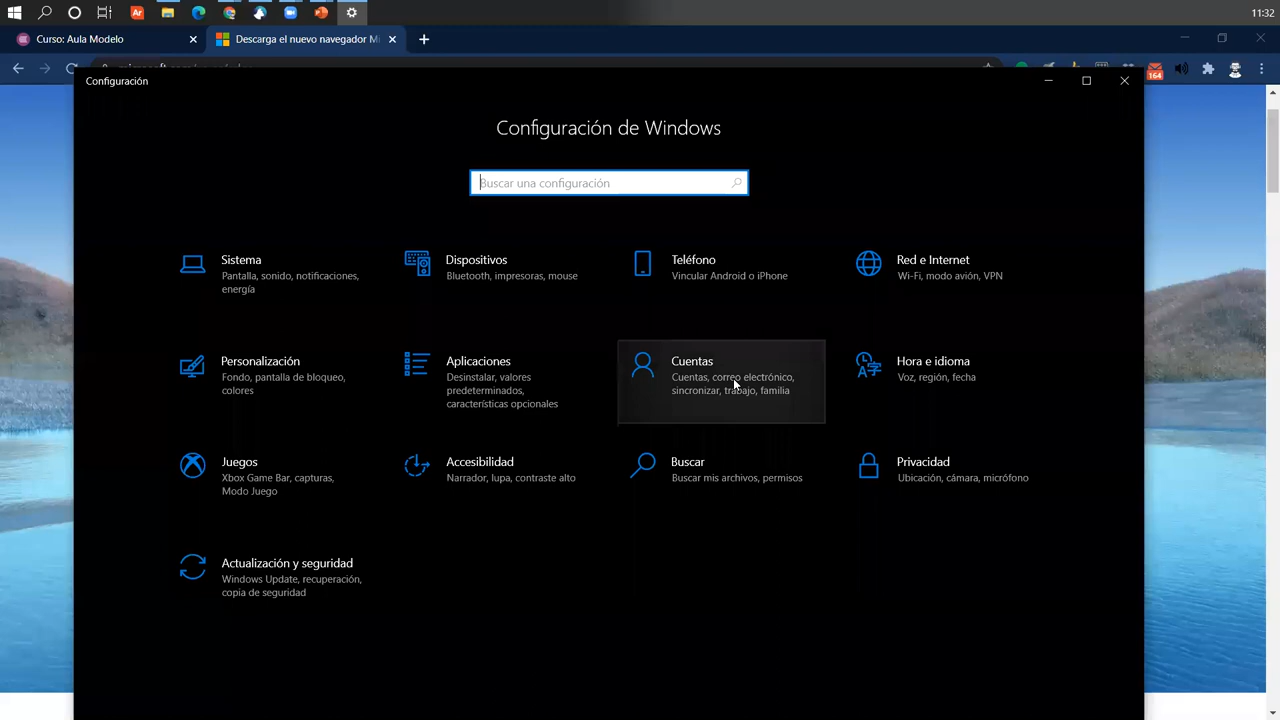 Ar
11:32
Curso: Aula Modelo
Descarga el nuevo navegador Mi
164
Configuración
Configuración de Windows
Buscar una configuración
Sistema
Pantalla, sonido, notificaciones,
energía
Dispositivos
Bluetooth, impresoras, mouse
Teléfono
Vincular Android o iPhone
Red e Internet
Wi-Fi, modo avión, VPN
Personalización
Fondo, pantalla de bloqueo,
colores
Aplicaciones
Desinstalar, valores
predeterminados,
características opcionales
Cuentas
Cuentas, correo electrónico,
sincronizar, trabajo, familia
Hora e idioma
Voz, región, fecha
Juegos
Xbox Game Bar, capturas,
Modo Juego
Accesibilidad
Narrador, lupa, contraste alto
Buscar
Buscar mis archivos, permisos
Privacidad
Ubicación, cámara, micrófono
Actualización y seguridad
Windows Update, recuperación,
copia de seguridad